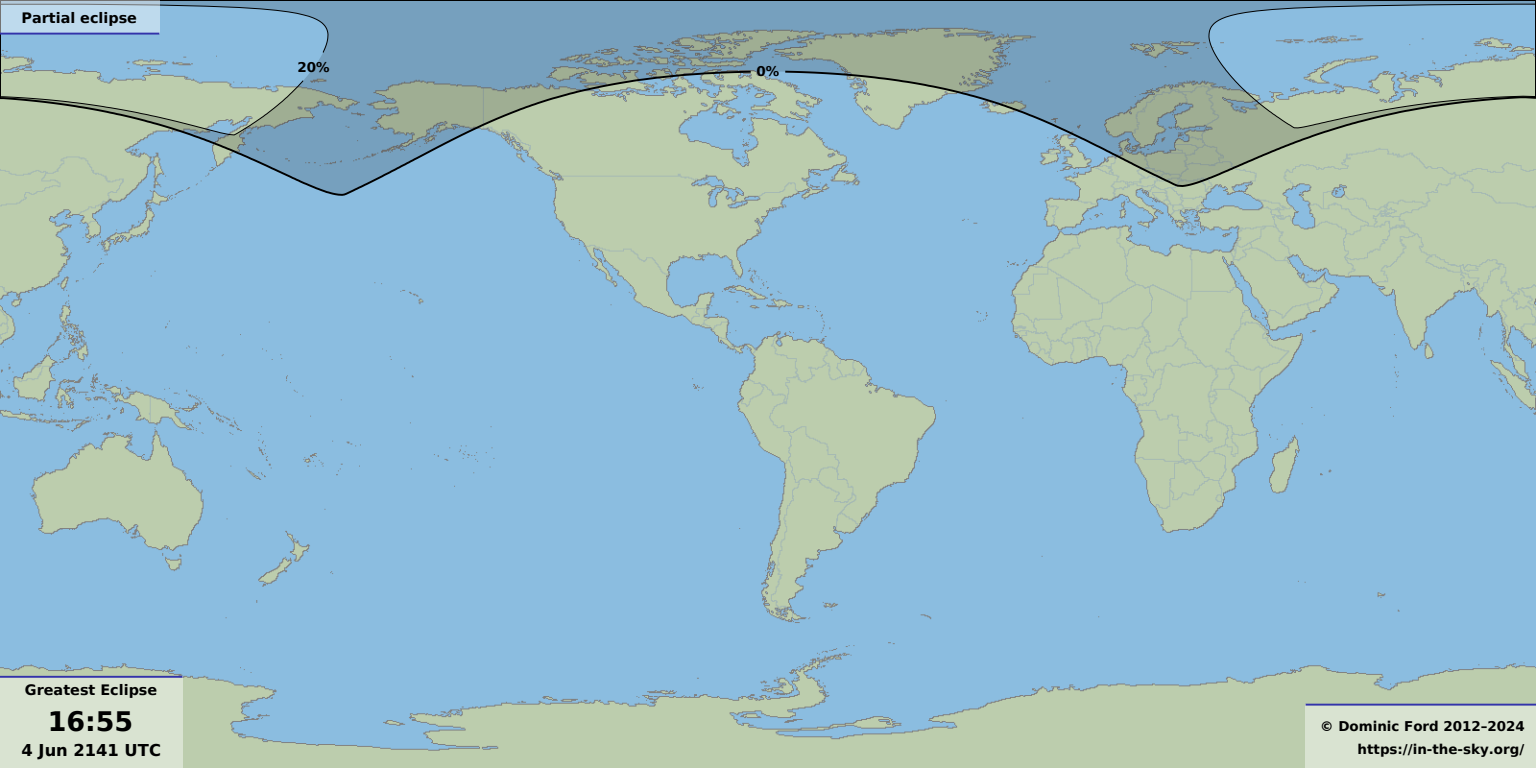 Partial eclipse
20%
0%
Greatest Eclipse
16:55
4 Jun 2141 UTC
© Dominic Ford 2012–2024
https://in-the-sky.org/